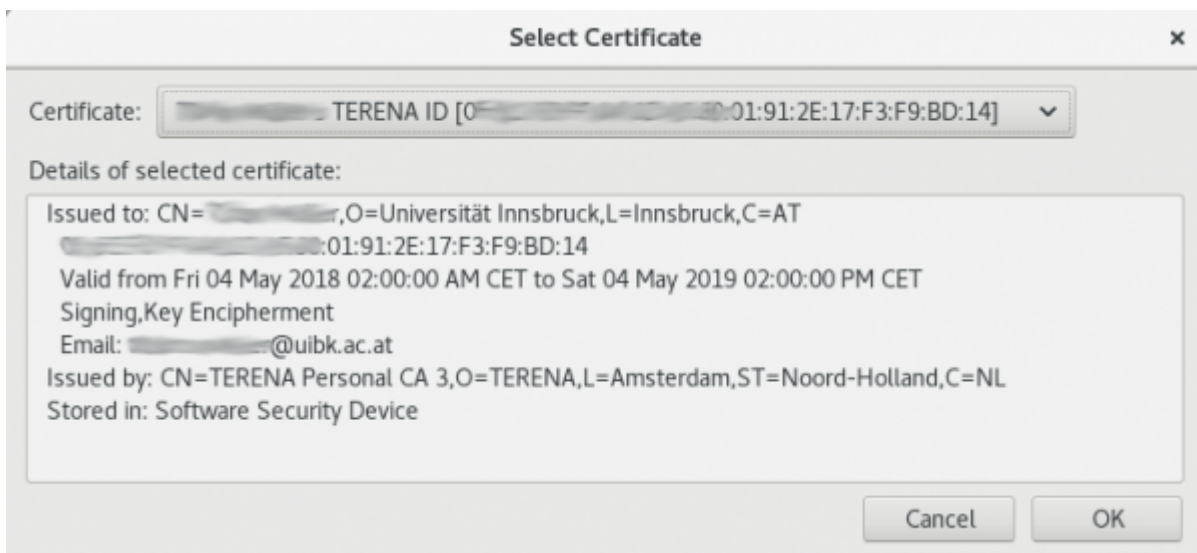 Select Certificate
Certificate: TERENA ID [0 :01:91:2E:17:F3:F9:BD:14]
Details of selected certificate:
Issued to: CN= ,O=Universität Innsbruck,L=Innsbruck,C=AT
:01:91:2E:17:F3:F9:BD:14
Valid from Fri 04 May 2018 02:00:00 AM CET to Sat 04 May 2019 02:00:00 PM CET
Signing,Key Encipherment
Email: @uibk.ac.at
Issued by: CN=TERENA Personal CA 3,O=TERENA,L=Amsterdam,ST=Noord-Holland,C=NL
Stored in: Software Security Device
Cancel OK